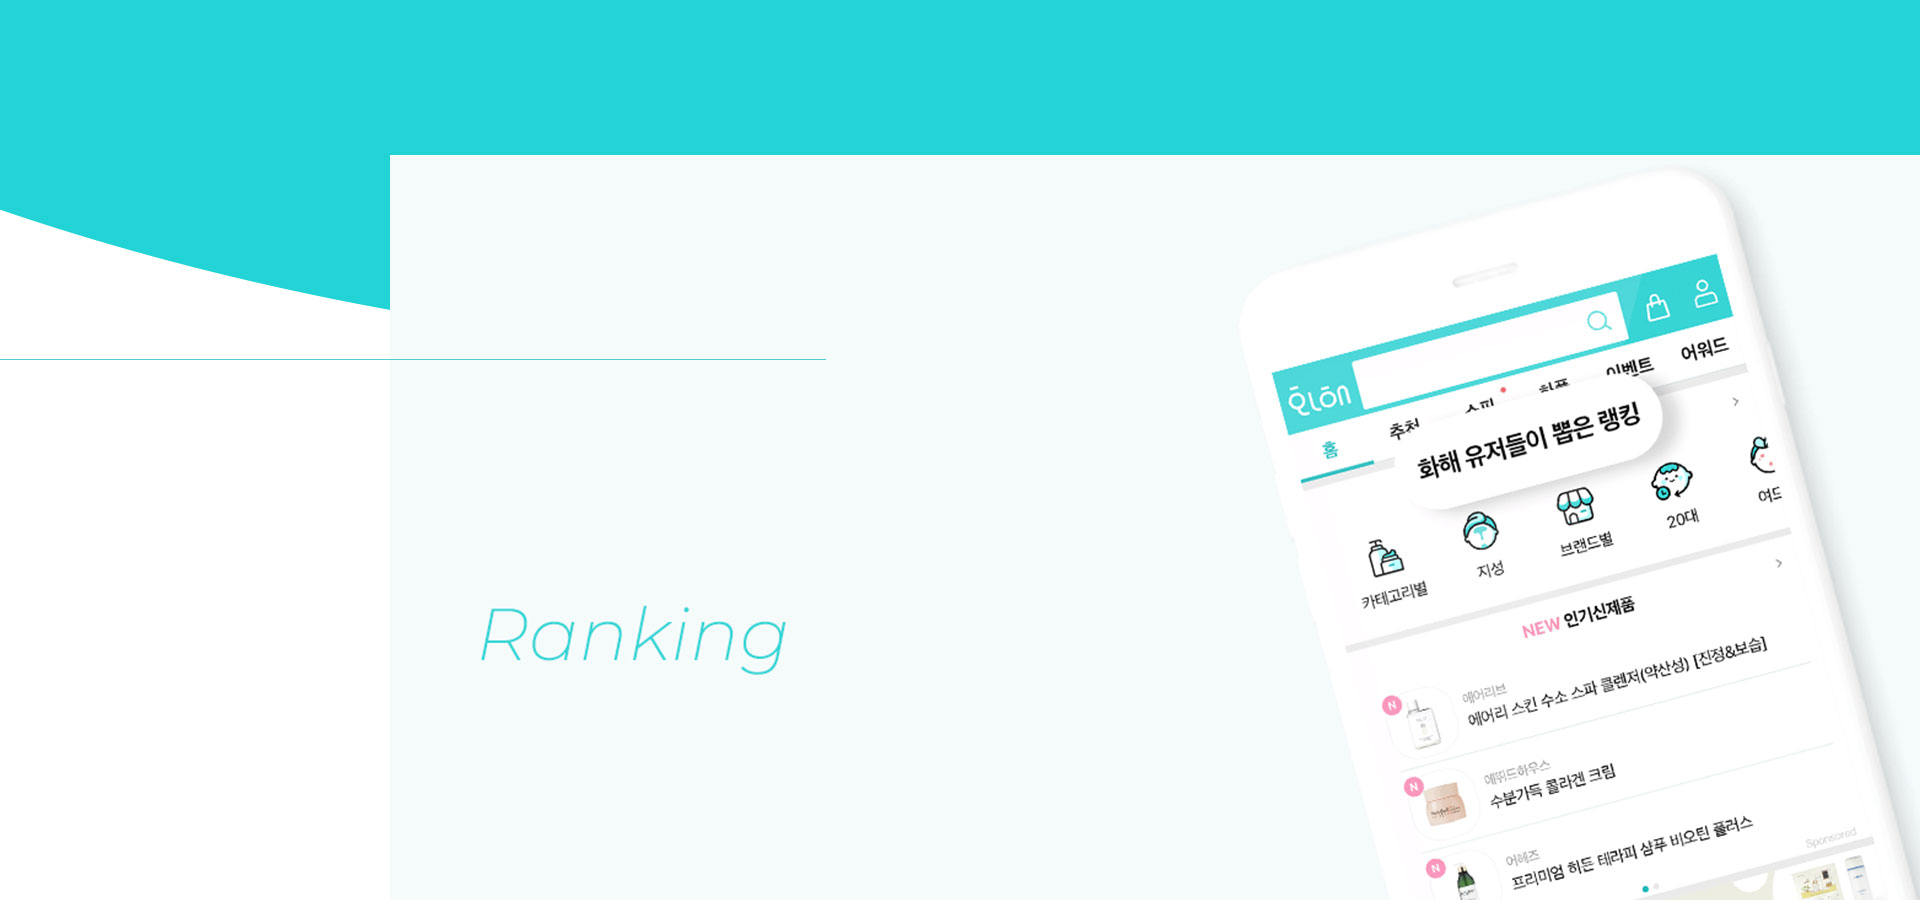 Ranking
홈
이벤트
어워드
화해 유저들이 뽑은 랭킹
카테고리별
지성
브랜드별
20대
여드
NEW 인기신제품
N
에어리브
에어리 스킨 수소 스파 클렌저(약산성) [진정&보습]
N
에뛰드하우스
수분가득 콜라겐 크림
N
어헤즈
프리미엄 히든 테라피 샴푸 비오틴 플러스
Sponsored